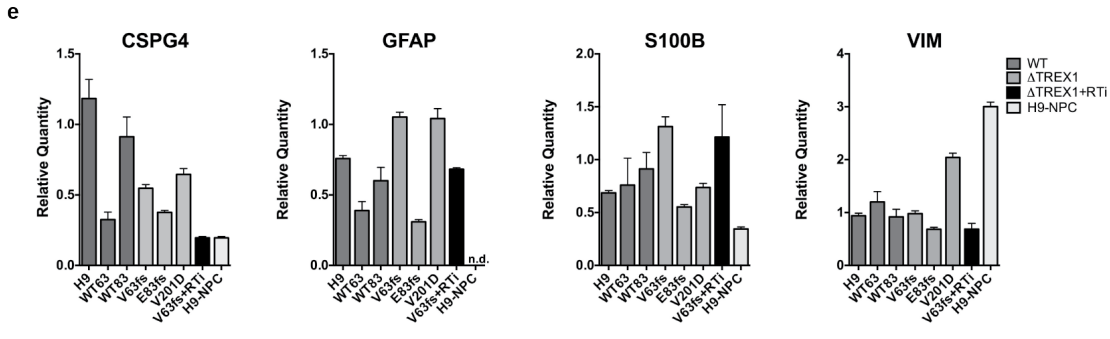 e
CSPG4
Relative Quantity
1.5
1.0
0.5
0.0
H9
WT63
WT83
V63fs
E83fs
V201D
V63fs+RTi
H9-NPC
GFAP
Relative Quantity
1.5
1.0
0.5
0.0
n.d.
H9
WT63
WT83
V63fs
E83fs
V201D
V63fs+RTi
H9-NPC
S100B
Relative Quantity
2.0
1.5
1.0
0.5
0.0
H9
WT63
WT83
V63fs
E83fs
V201D
V63fs+RTi
H9-NPC
VIM
Relative Quantity
4
3
2
1
0
H9
WT63
WT83
V63fs
E83fs
V201D
V63fs+RTi
H9-NPC
WT
ΔTREX1
ΔTREX1+RTi
H9-NPC